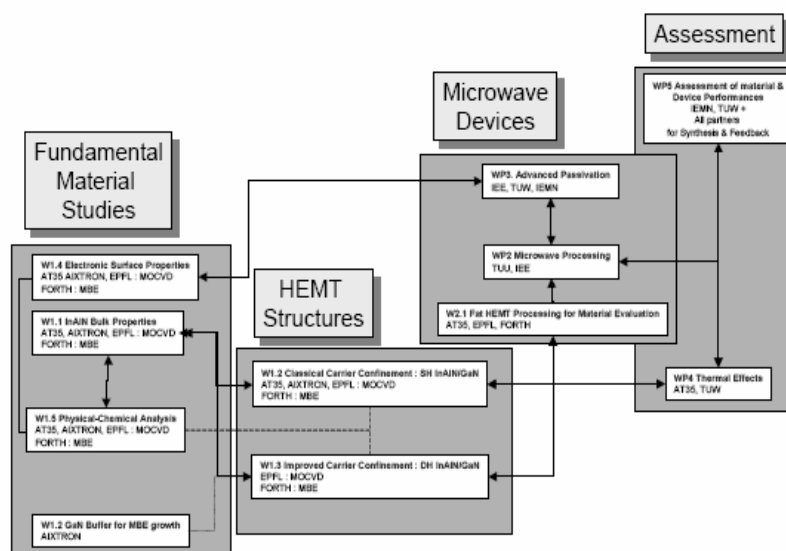 Assessment
WP5 Assessment of material &
Device Performances
IEMN, TUW +
All partners
for Synthesis & Feedback
Microwave
Devices
WP3. Advanced Passivation
IEE, TUW, IEMN
WP2 Microwave Processing
TUU, IEE
W2.1 Fat HEMT Processing for Material Evaluation
AT35, EPFL, FORTH
WP4 Thermal Effects
AT35, TUW
Fundamental
Material
Studies
W1.4 Electronic Surface Properties
AT35 AIXTRON, EPFL : MOCVD
FORTH : MBE
W1.1 InAlN Bulk Properties
AT35, AIXTRON, EPFL : MOCVD
FORTH : MBE
W1.5 Physical-Chemical Analysis
AT35, AIXTRON, EPFL : MOCVD
FORTH : MBE
W1.2 GaN Buffer for MBE growth
AIXTRON
HEMT
Structures
W1.2 Classical Carrier Confinement : SH InAlN/GaN
AT35, AIXTRON, EPFL : MOCVD
FORTH : MBE
W1.3 Improved Carrier Confinement : DH InAlN/GaN
EPFL : MOCVD
FORTH : MBE